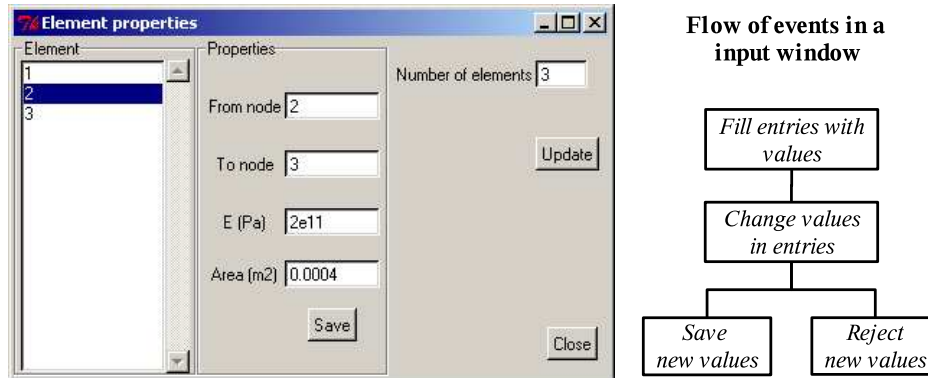 Element properties
Element
1
2
3
Properties
From node 2
To node 3
E (Pa) 2e11
Area (m2) 0.0004
Save
Number of elements 3
Update
Close
Flow of events in a
input window
Fill entries with
values
Change values
in entries
Save
new values
Reject
new values